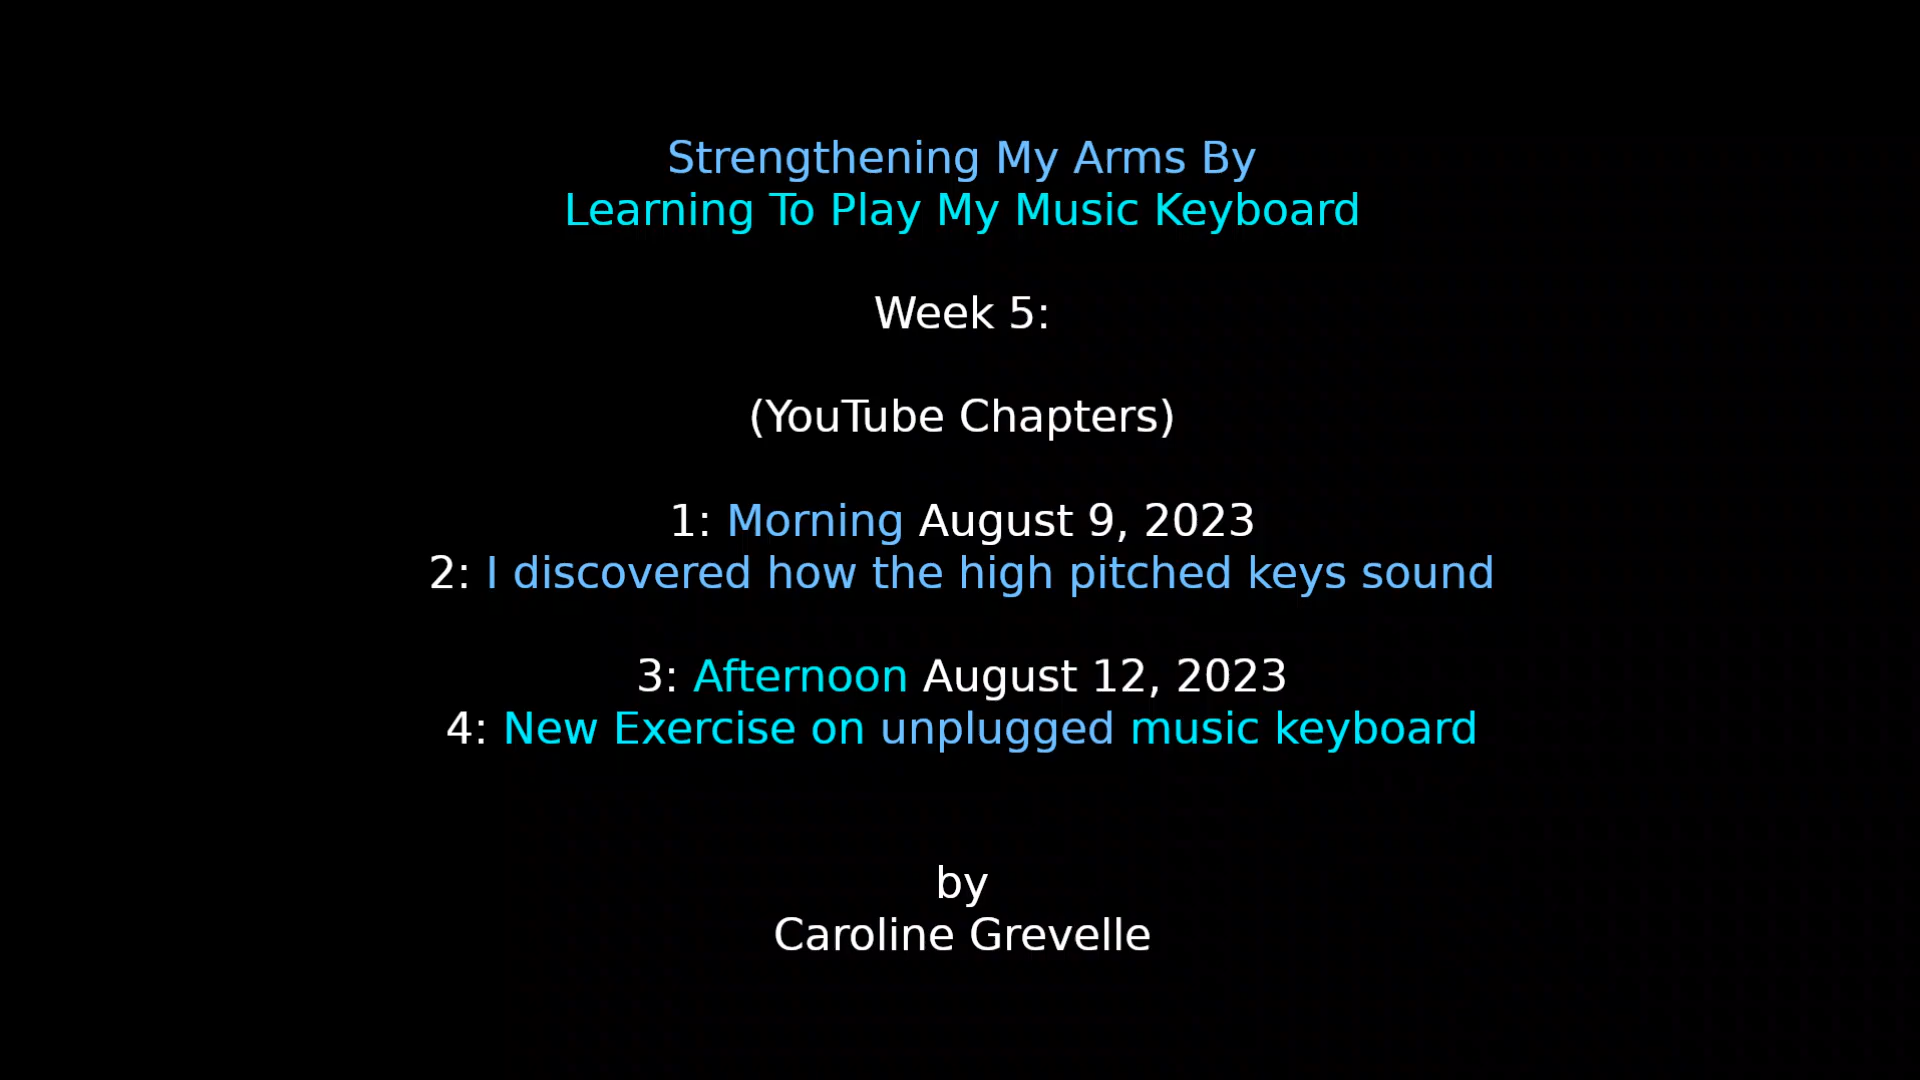 Strengthening My Arms By
Learning To Play My Music Keyboard
Week 5:
(YouTube Chapters)
1: Morning August 9, 2023
2: I discovered how the high pitched keys sound
3: Afternoon August 12, 2023
4: New Exercise on unplugged music keyboard
by
Caroline Grevelle